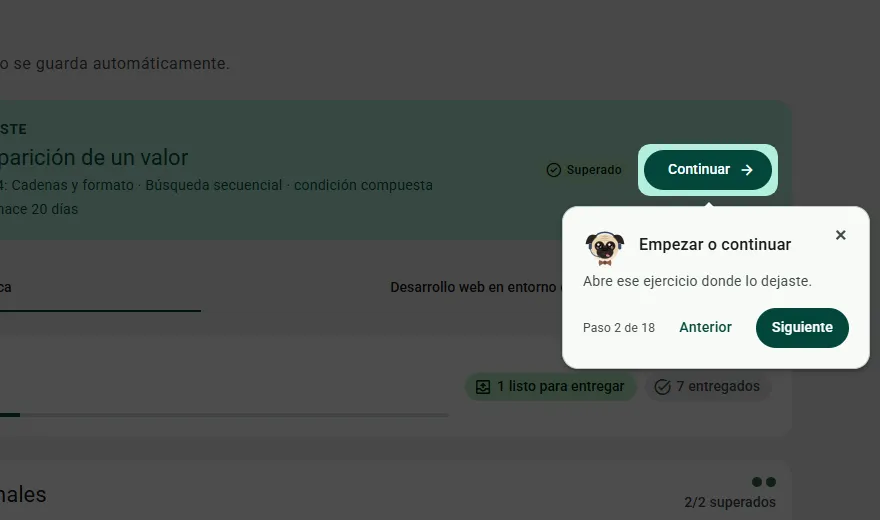 o se guarda automáticamente.
STE
parición de un valor
Superado
Continuar
4: Cadenas y formato · Búsqueda secuencial · condición compuesta
hace 20 días
Empezar o continuar
Abre ese ejercicio donde lo dejaste.
Paso 2 de 18
Anterior
Siguiente
ca
Desarrollo web en entorno
1 listo para entregar
7 entregados
nales
2/2 superados